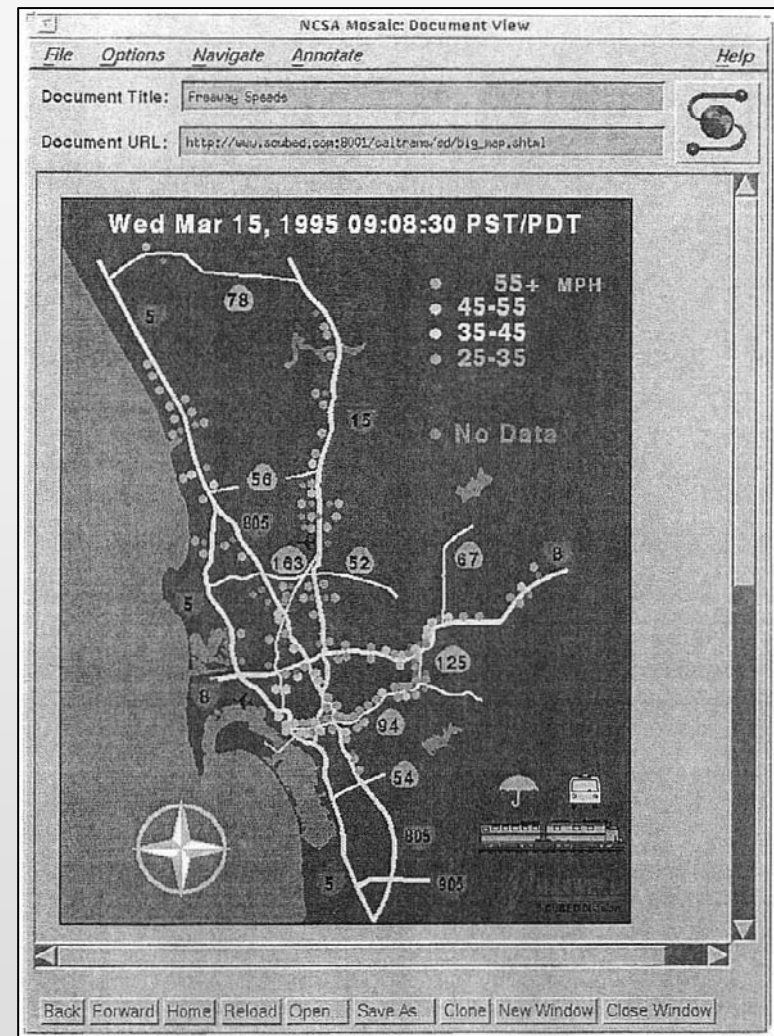 NCSA Mosaic: Document View
File Options Navigate Annotate Help
Document Title: Freeway Speeds
Document URL: http://www.scubed.com:8001/caltrans/sd/big_map.shtml
Wed Mar 15, 1995 09:08:30 PST/PDT
55+ MPH
45-55
35-45
25-35
No Data
78
5
15
56
805
163
52
67
8
5
125
8
94
54
805
5
905
Back Forward Home Reload Open... Save As... Clone New Window Close Window